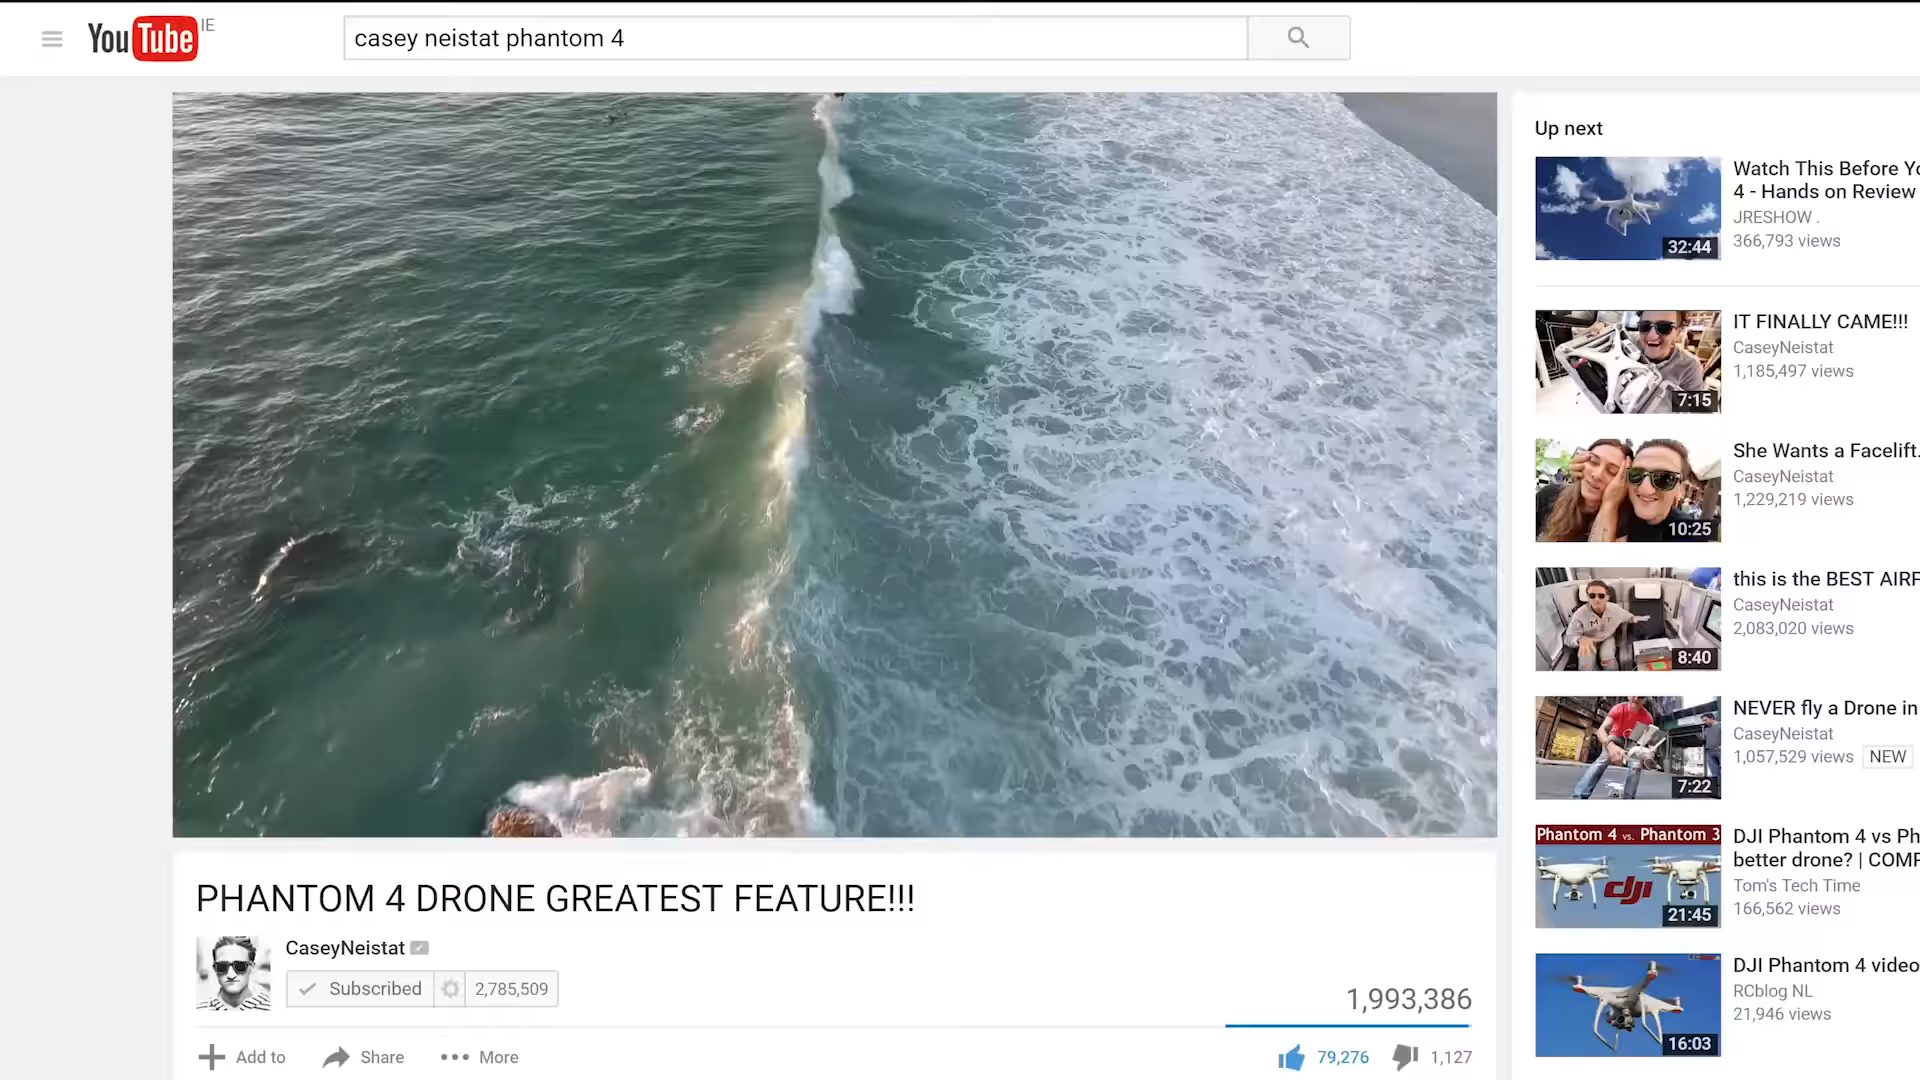 YouTube IE
casey neistat phantom 4
Up next
32:44
Watch This Before Yo
4 - Hands on Review
JRESHOW .
366,793 views
7:15
IT FINALLY CAME!!!
CaseyNeistat
1,185,497 views
10:25
She Wants a Facelift.
CaseyNeistat
1,229,219 views
8:40
this is the BEST AIRP
CaseyNeistat
2,083,020 views
7:22
NEVER fly a Drone in
CaseyNeistat
1,057,529 views NEW
Phantom 4 vs. Phantom 3
dji
21:45
DJI Phantom 4 vs Ph
better drone? | COMP
Tom's Tech Time
166,562 views
16:03
DJI Phantom 4 video
RCblog NL
21,946 views
PHANTOM 4 DRONE GREATEST FEATURE!!!
CaseyNeistat
Subscribed 2,785,509
1,993,386
Add to Share More 79,276 1,127